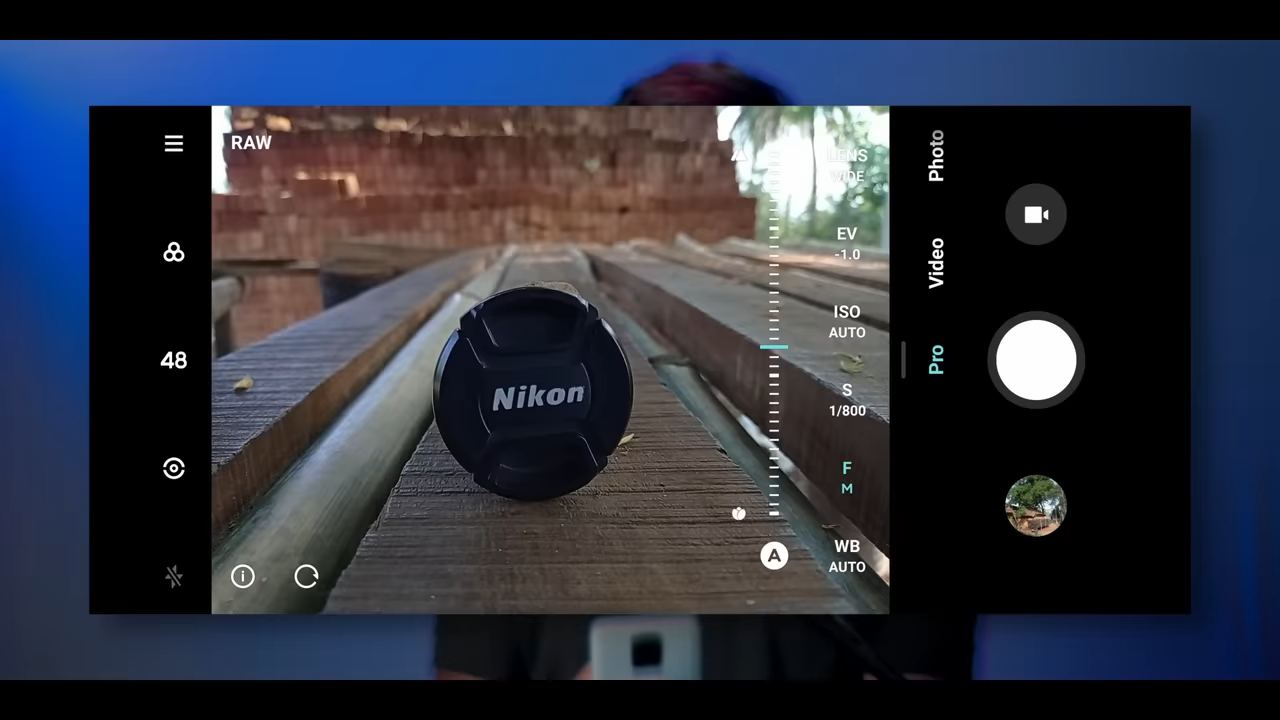 RAW
48
Nikon
LENS
WIDE
EV
-1.0
ISO
AUTO
S
1/800
F
M
A
WB
AUTO
Photo
Video
Pro